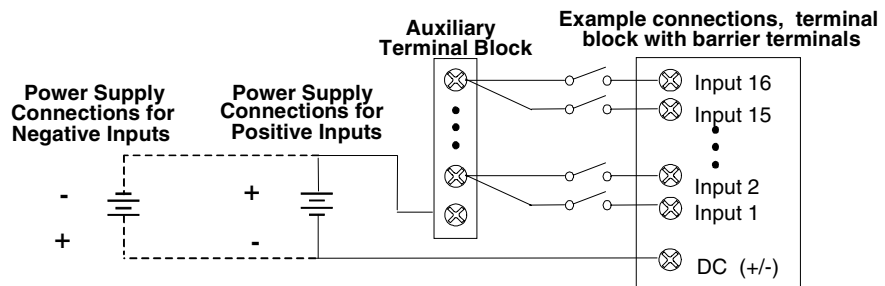 Auxiliary
Terminal Block
Example connections, terminal
block with barrier terminals
Power Supply
Connections for
Negative Inputs
Power Supply
Connections for
Positive Inputs
Input 16
Input 15
Input 2
Input 1
DC (+/-)
-
+
+
-